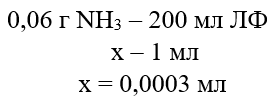 0,06 г NH₃ – 200 мл ЛФ
x – 1 мл
x = 0,0003 мл